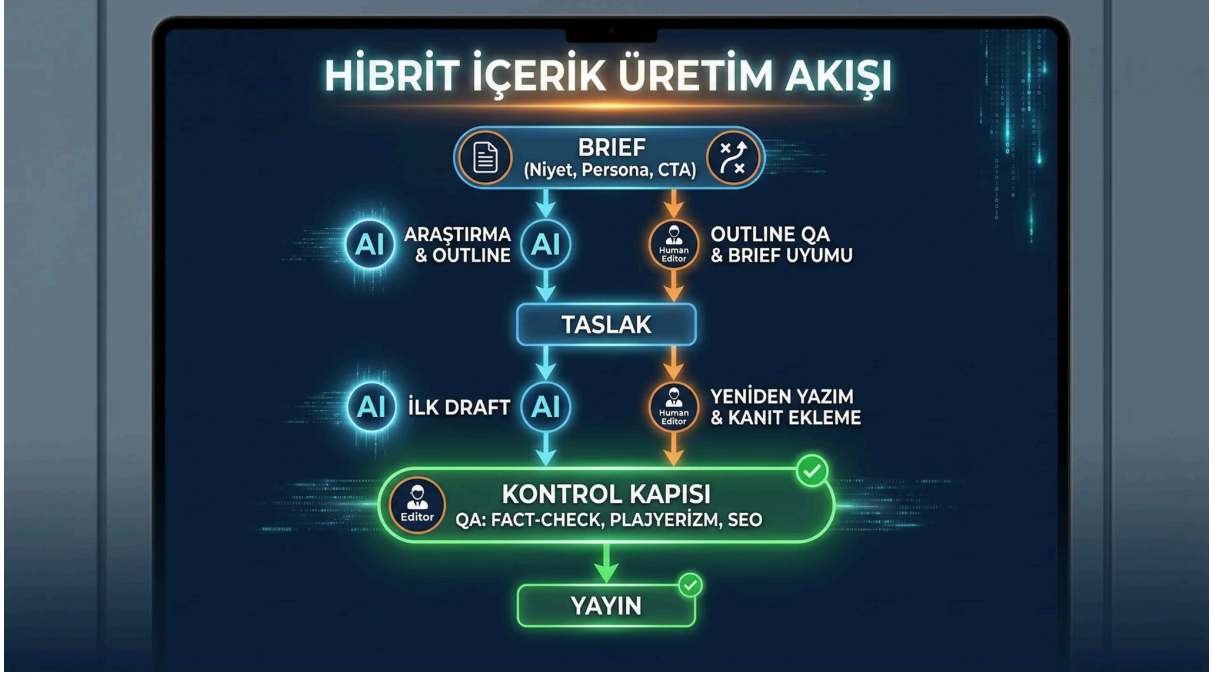 HİBRİT İÇERİK ÜRETİM AKIŞI
BRIEF
(Niyet, Persona, CTA)
AI
ARAŞTIRMA
& OUTLINE
AI
Human
Editor
OUTLINE QA
& BRIEF UYUMU
TASLAK
AI
İLK DRAFT
AI
Human
Editor
YENİDEN YAZIM
& KANIT EKLEME
Editor
KONTROL KAPISI
QA: FACT-CHECK, PLAJYERİZM, SEO
YAYIN